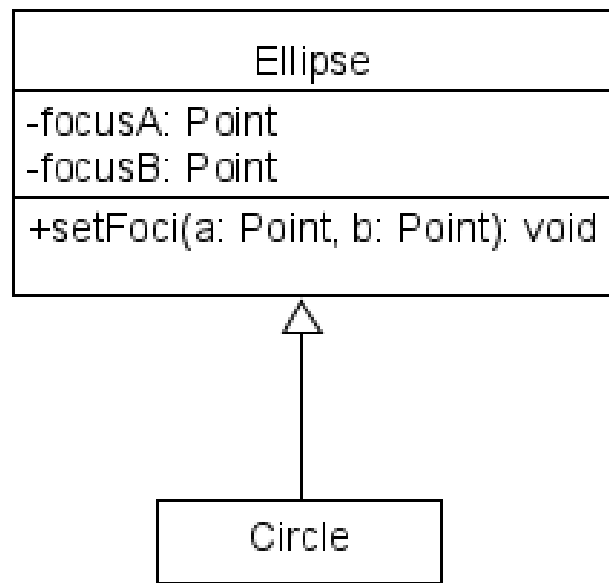 Ellipse
-focusA: Point
-focusB: Point
+setFoci(a: Point, b: Point): void
Circle